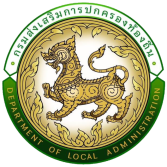 กรมส่งเสริมการปกครองท้องถิ่น
DEPARTMENT OF LOCAL ADMINISTRATION